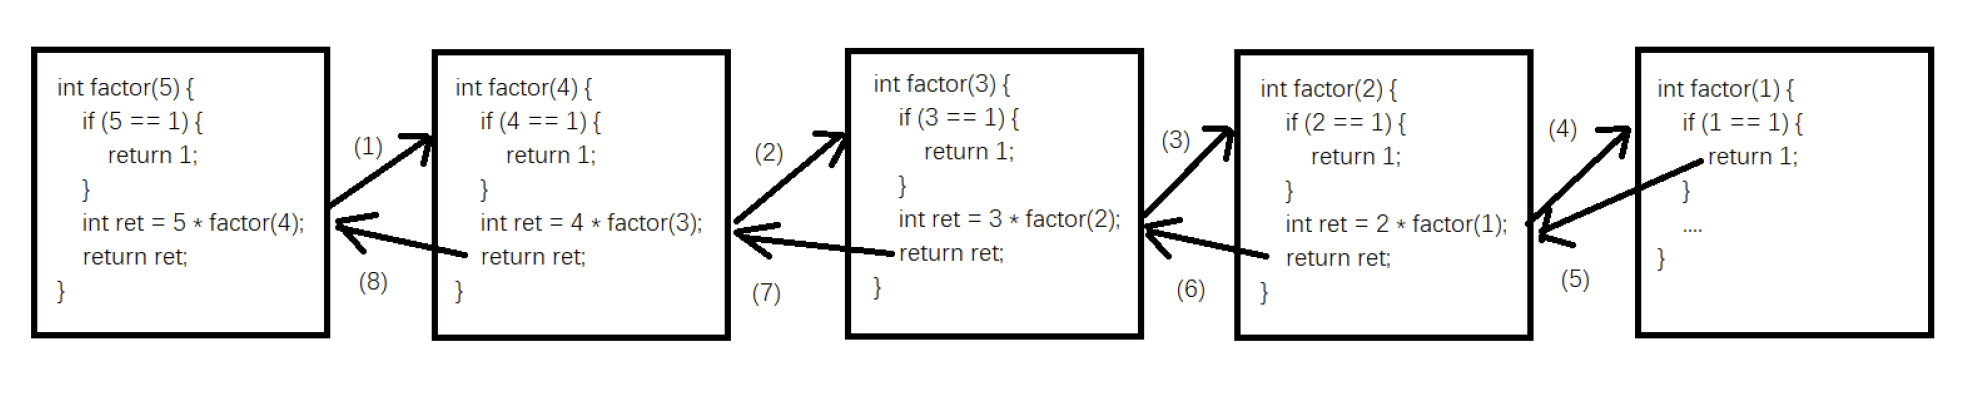 int factor(5) {
if (5 == 1) {
return 1;
}
int ret = 5 * factor(4);
return ret;
}
(1)
(8)
int factor(4) {
if (4 == 1) {
return 1;
}
int ret = 4 * factor(3);
return ret;
}
(2)
(7)
int factor(3) {
if (3 == 1) {
return 1;
}
int ret = 3 * factor(2);
return ret;
}
(3)
(6)
int factor(2) {
if (2 == 1) {
return 1;
}
int ret = 2 * factor(1);
return ret;
}
(4)
(5)
int factor(1) {
if (1 == 1) {
return 1;
}
....
}